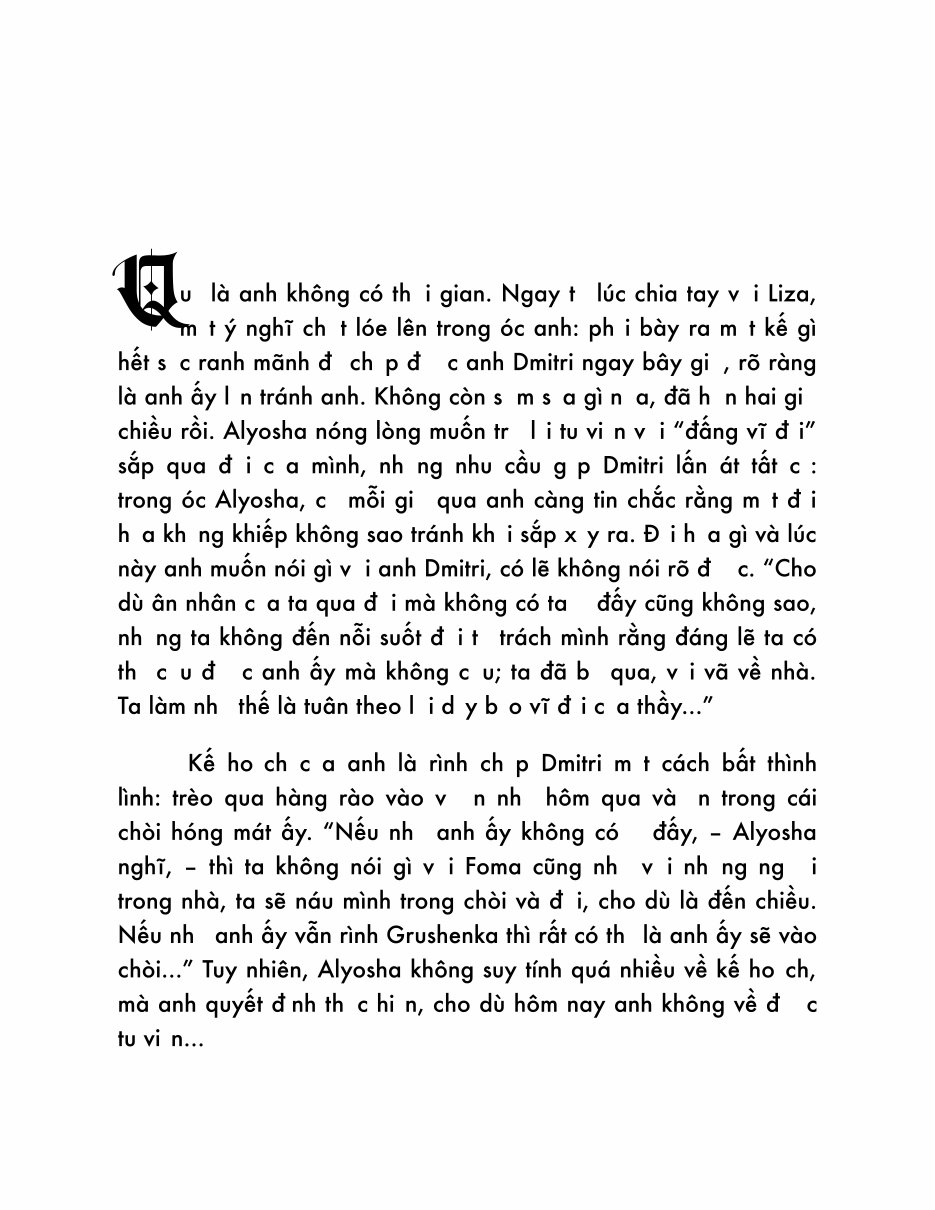 Qu  là anh không có th i gian. Ngay t  lúc chia tay v i Liza,
m t ý nghĩ ch t lóe lên trong óc anh: ph i bày ra m t kế gì
hết s c ranh mãnh đ  ch p đ  c anh Dmitri ngay bây gi , rõ ràng
là anh ấy l n tránh anh. Không còn s m s a gì n a, đã h n hai gi
chiều rồi. Alyosha nóng lòng muốn tr  l i tu vi n v i “đấng vĩ đ i”
sắp qua đ i c a mình, nh ng nhu cầu g p Dmitri lấn át tất c :
trong óc Alyosha, c  mỗi gi  qua anh càng tin chắc rằng m t đ i
h a kh ng khiếp không sao tránh kh i sắp x y ra. Đ i h a gì và lúc
này anh muốn nói gì v i anh Dmitri, có lẽ không nói rõ đ  c. “Cho
dù ân nhân c a ta qua đ i mà không có ta  đấy cũng không sao,
nh ng ta không đến nỗi suốt đ i t  trách mình rằng đáng lẽ ta có
th  c u đ  c anh ấy mà không c u; ta đã b  qua, v i vã về nhà.
Ta làm nh  thế là tuân theo l i d y b o vĩ đ i c a thầy...”
Kế ho ch c a anh là rình ch p Dmitri m t cách bất thình
lình: trèo qua hàng rào vào v  n nh  hôm qua và  n trong cái
chòi hóng mát ấy. “Nếu nh  anh ấy không có  đấy, – Alyosha
nghĩ, – thì ta không nói gì v i Foma cũng nh  v i nh ng ng  i
trong nhà, ta sẽ náu mình trong chòi và đ i, cho dù là đến chiều.
Nếu nh  anh ấy vẫn rình Grushenka thì rất có th  là anh ấy sẽ vào
chòi...” Tuy nhiên, Alyosha không suy tính quá nhiều về kế ho ch,
mà anh quyết đ nh th c hi n, cho dù hôm nay anh không về đ  c
tu vi n...